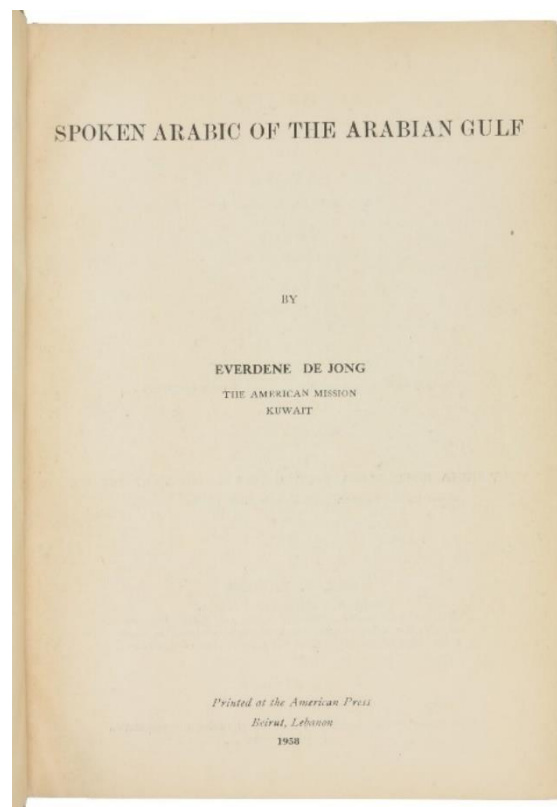 SPOKEN ARABIC OF THE ARABIAN GULF
BY
EVERDENE DE JONG
THE AMERICAN MISSION
KUWAIT
Printed at the American Press
Beirut, Lebanon
1958